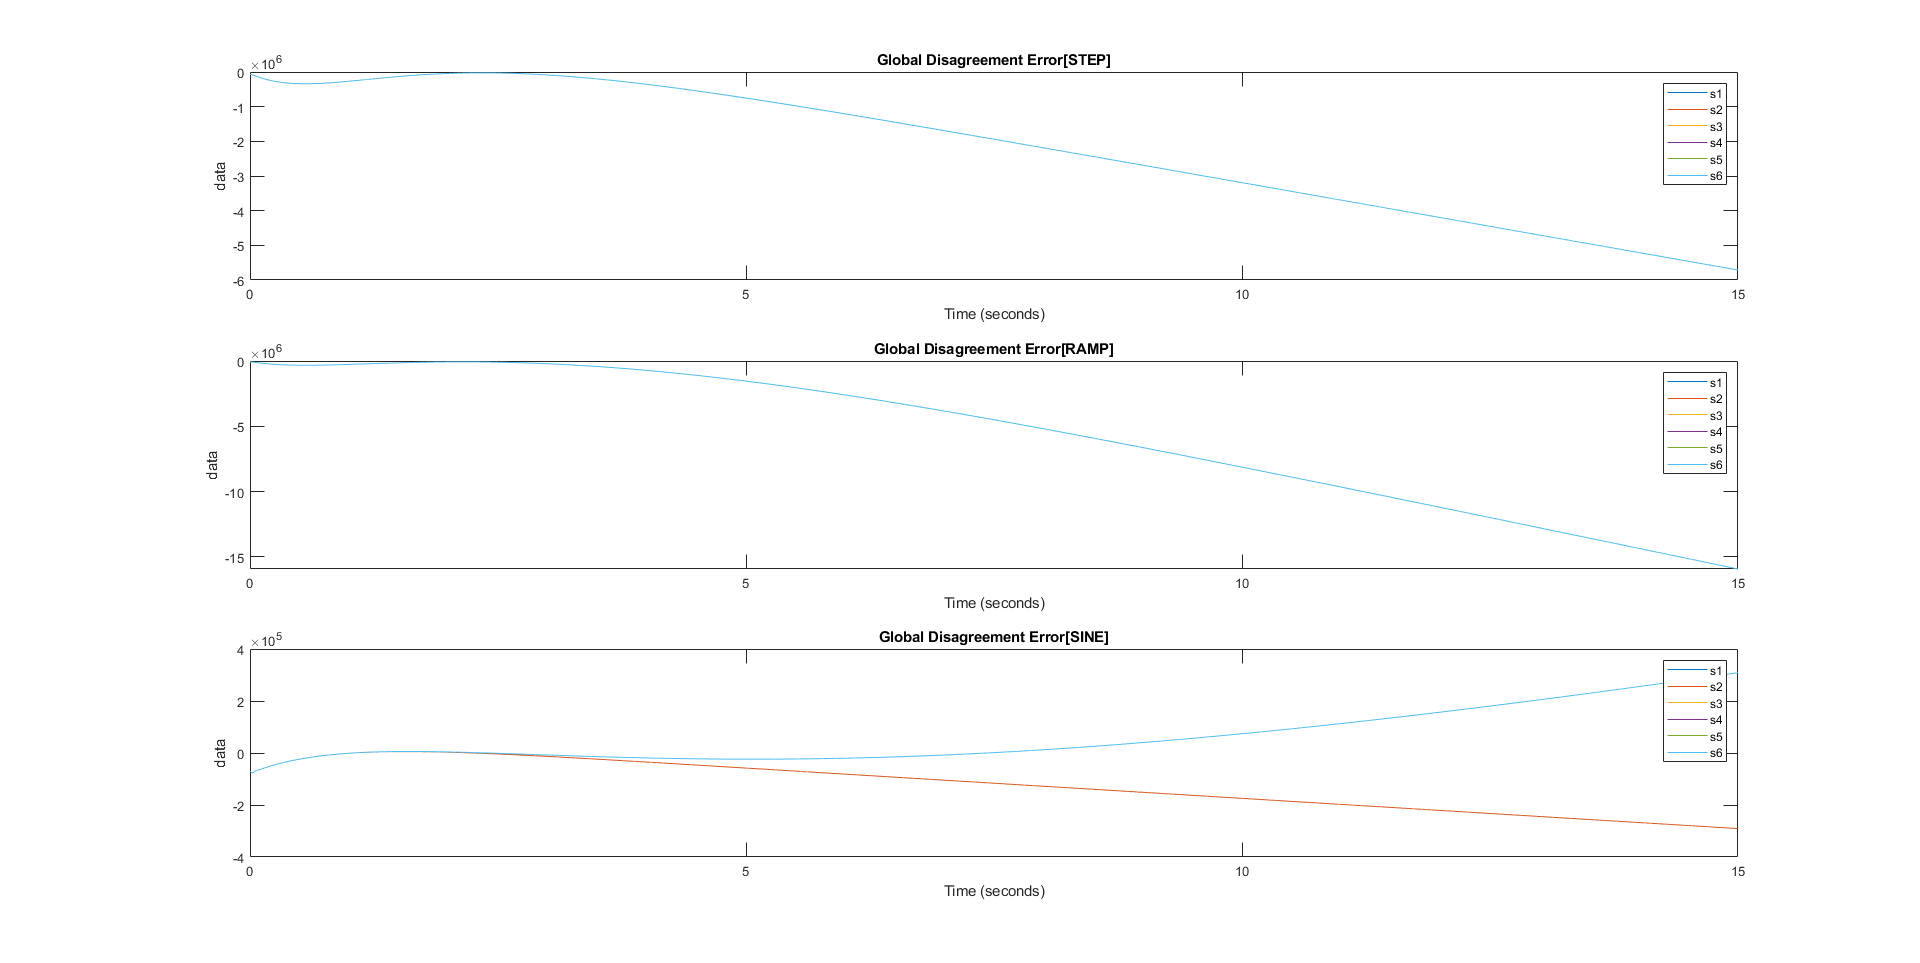 Global Disagreement Error[STEP]
×10^6
0
-1
-2
-3
-4
-5
-6
data
0 5 10 15
Time (seconds)
s1
s2
s3
s4
s5
s6
Global Disagreement Error[RAMP]
×10^6
0
-5
-10
-15
data
0 5 10 15
Time (seconds)
s1
s2
s3
s4
s5
s6
Global Disagreement Error[SINE]
×10^5
4
2
0
-2
-4
data
0 5 10 15
Time (seconds)
s1
s2
s3
s4
s5
s6